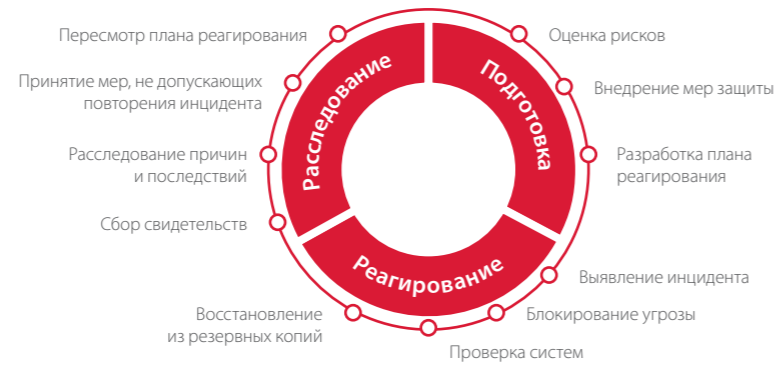 Подготовка
Оценка рисков
Внедрение мер защиты
Разработка плана
реагирования
Реагирование
Выявление инцидента
Блокирование угрозы
Проверка систем
Восстановление
из резервных копий
Расследование
Сбор свидетельств
Расследование причин
и последствий
Принятие мер, не допускающих
повторения инцидента
Пересмотр плана реагирования